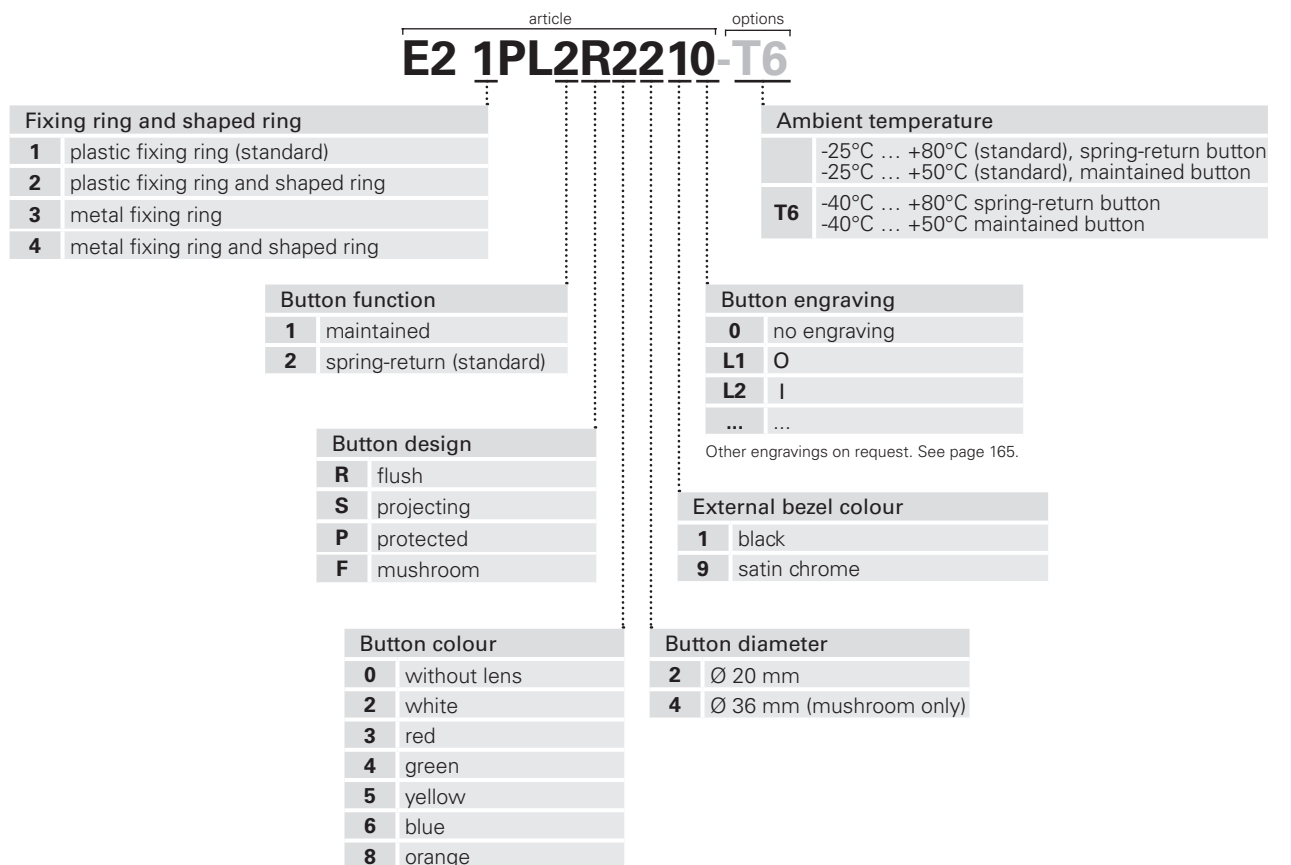 article
options
E2 1PL2R2210-T6
Fixing ring and shaped ring
1 plastic fixing ring (standard)
2 plastic fixing ring and shaped ring
3 metal fixing ring
4 metal fixing ring and shaped ring
Ambient temperature
-25°C … +80°C (standard), spring-return button
-25°C … +50°C (standard), maintained button
T6 -40°C … +80°C spring-return button
-40°C … +50°C maintained button
Button function
1 maintained
2 spring-return (standard)
Button engraving
0 no engraving
L1 O
L2 I
... ...
Other engravings on request. See page 165.
Button design
R flush
S projecting
P protected
F mushroom
External bezel colour
1 black
9 satin chrome
Button colour
0 without lens
2 white
3 red
4 green
5 yellow
6 blue
8 orange
Button diameter
2 Ø 20 mm
4 Ø 36 mm (mushroom only)